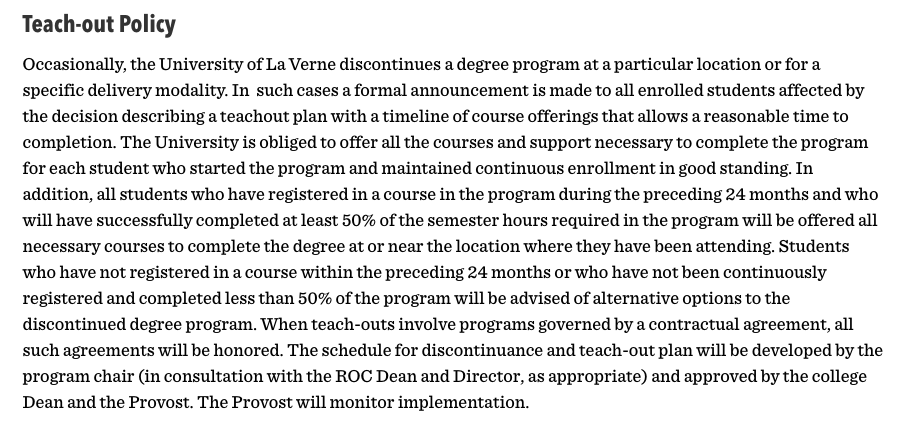 Teach-out Policy
Occasionally, the University of La Verne discontinues a degree program at a particular location or for a
specific delivery modality. In  such cases a formal announcement is made to all enrolled students affected by
the decision describing a teachout plan with a timeline of course offerings that allows a reasonable time to
completion. The University is obliged to offer all the courses and support necessary to complete the program
for each student who started the program and maintained continuous enrollment in good standing. In
addition, all students who have registered in a course in the program during the preceding 24 months and who
will have successfully completed at least 50% of the semester hours required in the program will be offered all
necessary courses to complete the degree at or near the location where they have been attending. Students
who have not registered in a course within the preceding 24 months or who have not been continuously
registered and completed less than 50% of the program will be advised of alternative options to the
discontinued degree program. When teach-outs involve programs governed by a contractual agreement, all
such agreements will be honored. The schedule for discontinuance and teach-out plan will be developed by the
program chair (in consultation with the ROC Dean and Director, as appropriate) and approved by the college
Dean and the Provost. The Provost will monitor implementation.